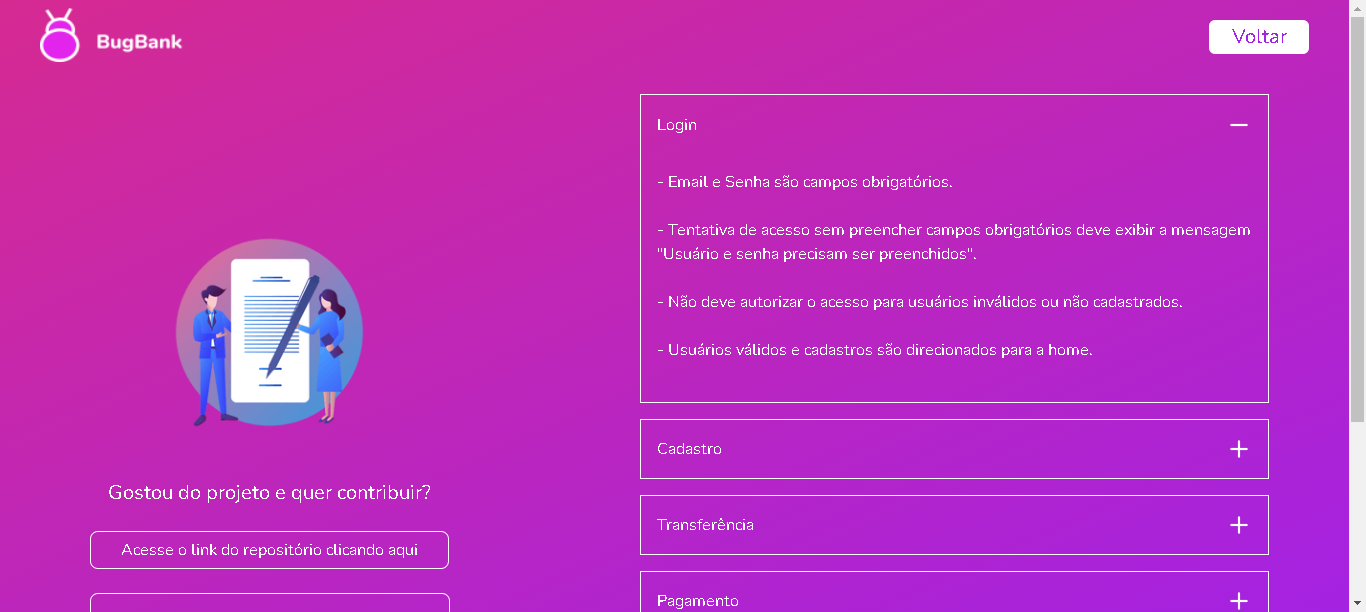 BugBank
Voltar
Login
- Email e Senha são campos obrigatórios.
- Tentativa de acesso sem preencher campos obrigatórios deve exibir a mensagem
"Usuário e senha precisam ser preenchidos".
- Não deve autorizar o acesso para usuários inválidos ou não cadastrados.
- Usuários válidos e cadastros são direcionados para a home.
Cadastro
Transferência
Pagamento
Gostou do projeto e quer contribuir?
Acesse o link do repositório clicando aqui